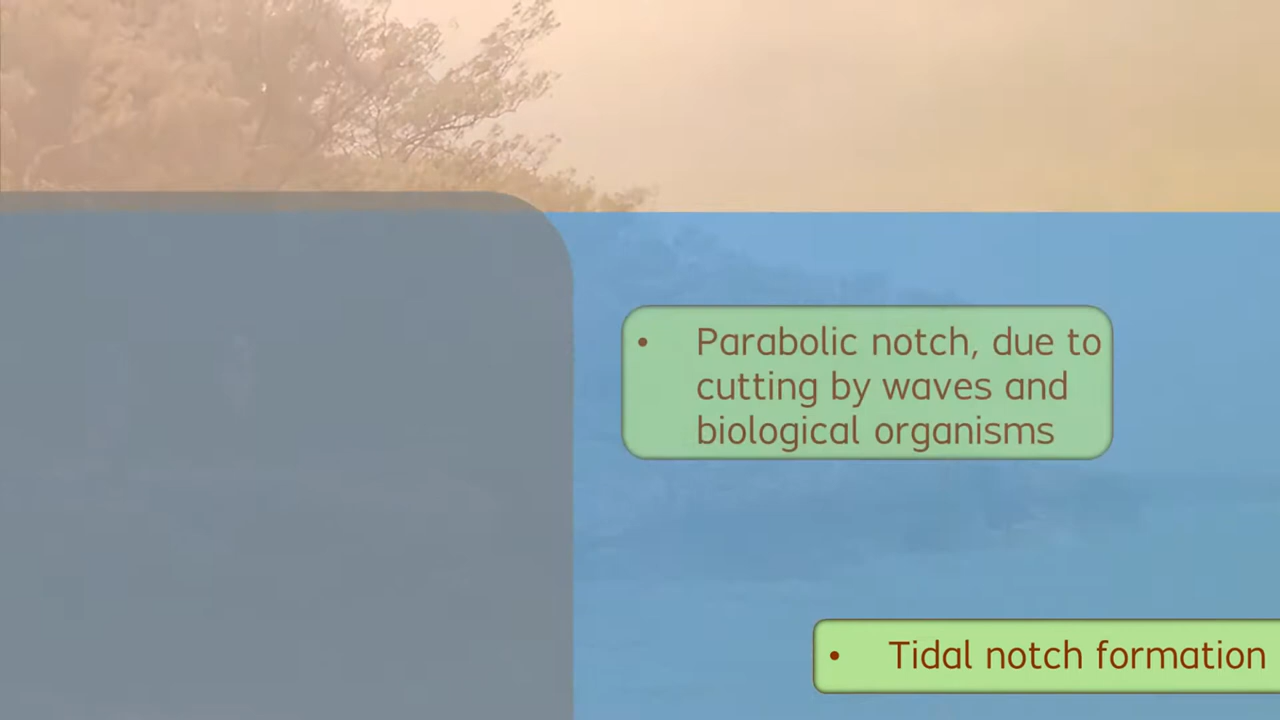 • Parabolic notch, due to
cutting by waves and
biological organisms
• Tidal notch formation